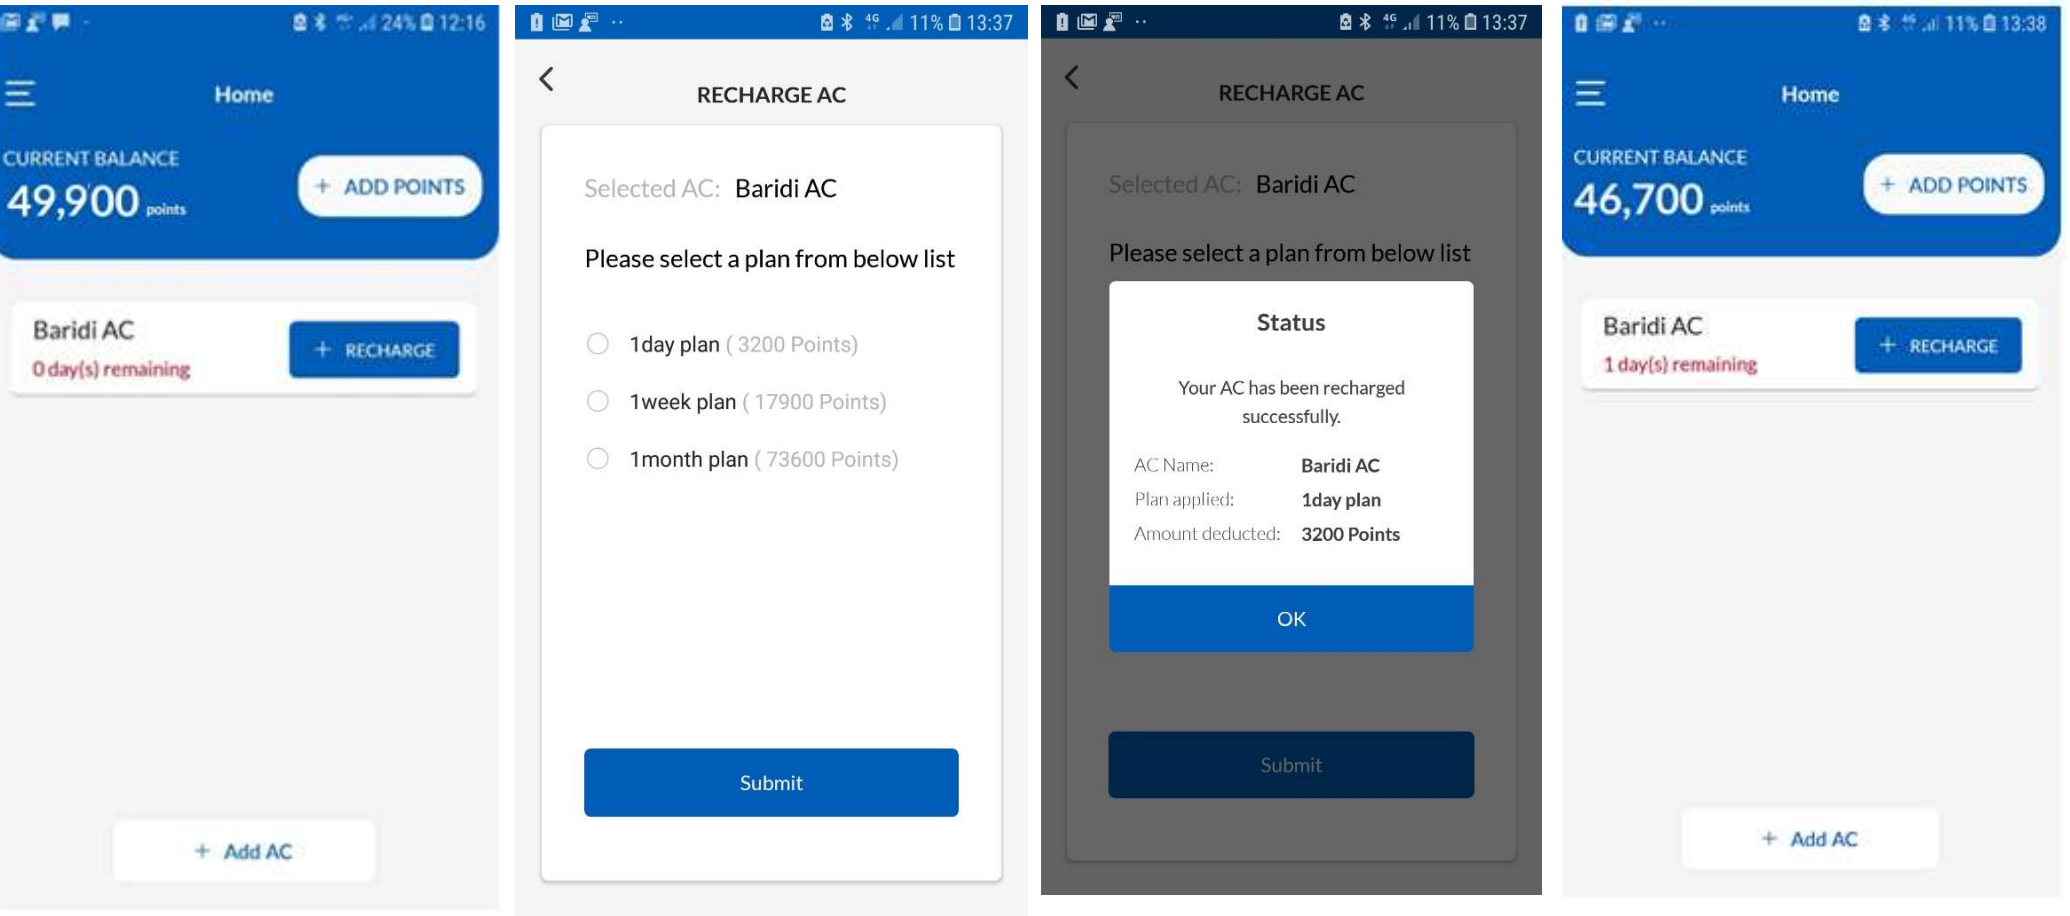 24% 12:16
Home
CURRENT BALANCE
49,900 points
+ ADD POINTS
Baridi AC
0 day(s) remaining
+ RECHARGE
+ Add AC
4G 11% 13:37
RECHARGE AC
Selected AC: Baridi AC
Please select a plan from below list
1day plan ( 3200 Points)
1week plan ( 17900 Points)
1month plan ( 73600 Points)
Submit
4G 11% 13:37
RECHARGE AC
Selected AC: Baridi AC
Please select a plan from below list
Status
Your AC has been recharged
successfully.
AC Name: Baridi AC
Plan applied: 1day plan
Amount deducted: 3200 Points
OK
Submit
11% 13:38
Home
CURRENT BALANCE
46,700 points
+ ADD POINTS
Baridi AC
1 day(s) remaining
+ RECHARGE
+ Add AC